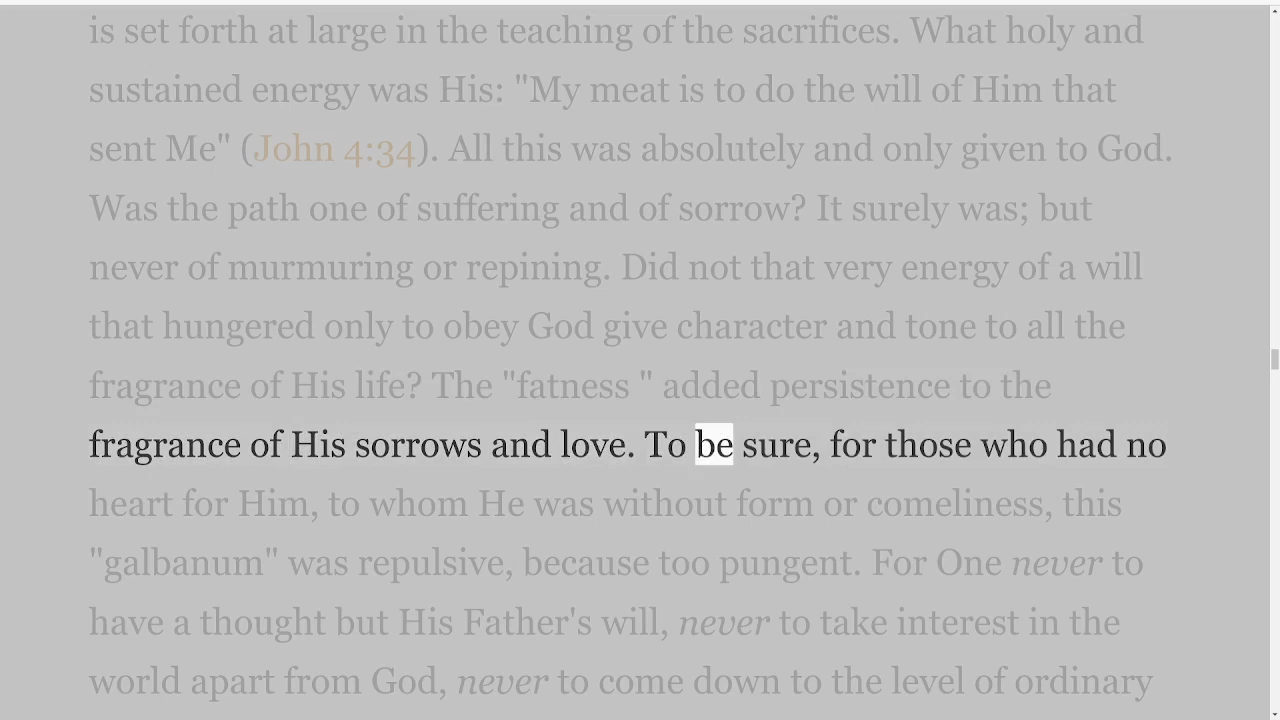 is set forth at large in the teaching of the sacrifices. What holy and
sustained energy was His: "My meat is to do the will of Him that
sent Me" (John 4:34). All this was absolutely and only given to God.
Was the path one of suffering and of sorrow? It surely was; but
never of murmuring or repining. Did not that very energy of a will
that hungered only to obey God give character and tone to all the
fragrance of His life? The "fatness " added persistence to the
fragrance of His sorrows and love. To be sure, for those who had no
heart for Him, to whom He was without form or comeliness, this
"galbanum" was repulsive, because too pungent. For One never to
have a thought but His Father's will, never to take interest in the
world apart from God, never to come down to the level of ordinary